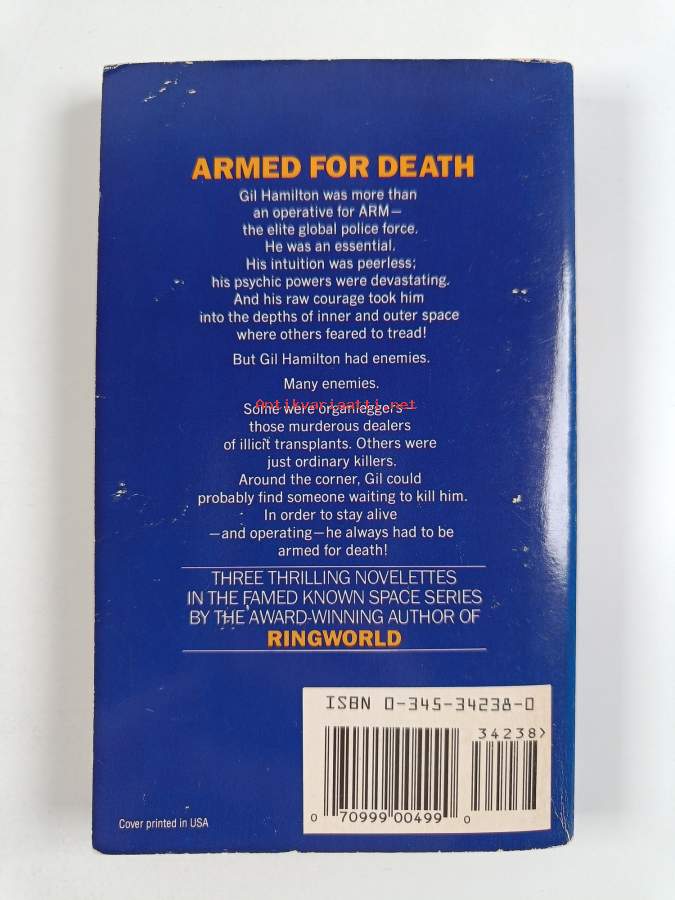 ARMED FOR DEATH
Gil Hamilton was more than
an operative for ARM—
the elite global police force.
He was an essential.
His intuition was peerless;
his psychic powers were devastating.
And his raw courage took him
into the depths of inner and outer space
where others feared to tread!
But Gil Hamilton had enemies.
Many enemies.
Antikvariaatti.net
Some were organleggers—
those murderous dealers
of illicit transplants. Others were
just ordinary killers.
Around the corner, Gil could
probably find someone waiting to kill him.
In order to stay alive
—and operating—he always had to be
armed for death!
THREE THRILLING NOVELETTES
IN THE FAMED KNOWN SPACE SERIES
BY THE AWARD-WINNING AUTHOR OF
RINGWORLD
ISBN 0-345-34238-0
34238>
0 70999 00499 0
Cover printed in USA